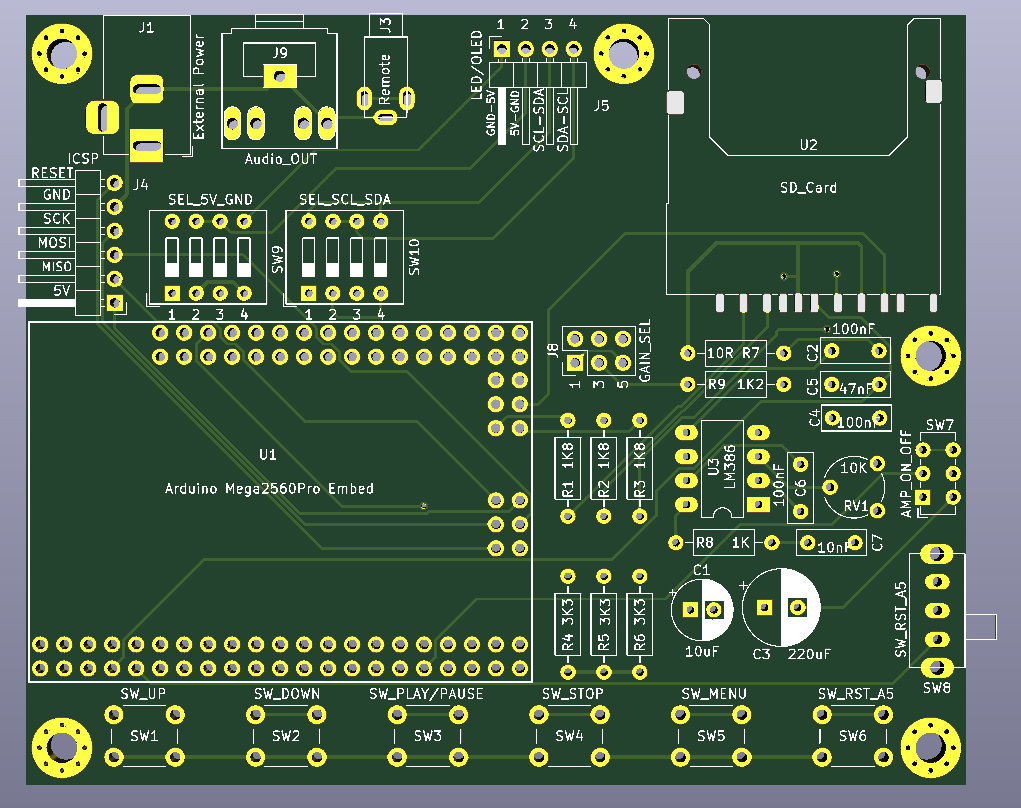 J1
External Power
J9
Audio_OUT
J3
Remote
LED/OLED
1 2 3 4
GND-5V
5V-GND
SCL-SDA
SDA-SCL
J5
U2
SD_Card
ICSP
J4
RESET
GND
SCK
MOSI
MISO
5V
SEL_5V_GND
SW9
1 2 3 4
SEL_SCL_SDA
SW10
1 2 3 4
J8
GAIN_SEL
1 3 5
10R R7
R9 1K2
100nF
C2
C5
47nF
C4
100nF
SW7
AMP_ON_OFF
U1
Arduino Mega2560Pro Embed
R1 1K8
R2 1K8
R3 1K8
U3
LM386
100nF
C6
10K
RV1
R8 1K
10nF
C7
R4 3K3
R5 3K3
R6 3K3
C1
+
10uF
+
C3 220uF
SW_RST_A5
SW8
SW_UP
SW1
SW_DOWN
SW2
SW_PLAY/PAUSE
SW3
SW_STOP
SW4
SW_MENU
SW5
SW_RST_A5
SW6